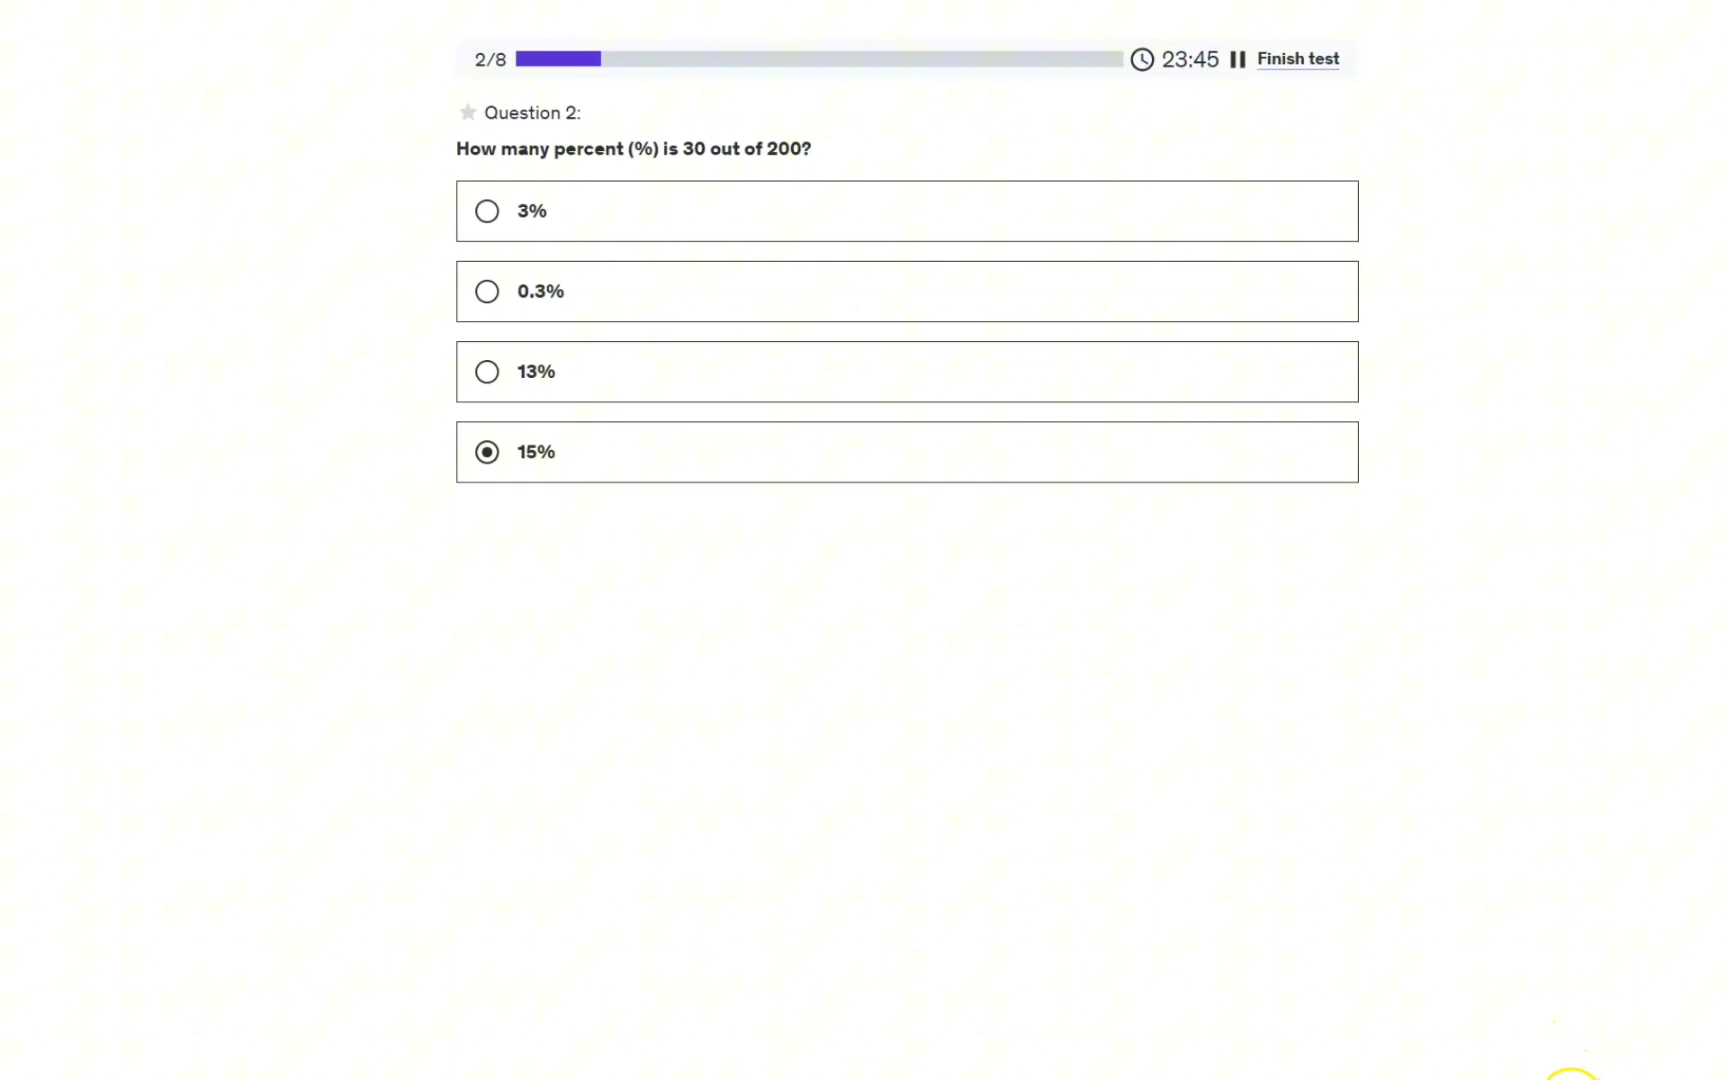 2/8 23:45 Finish test
Question 2:
How many percent (%) is 30 out of 200?
3%
0.3%
13%
15%